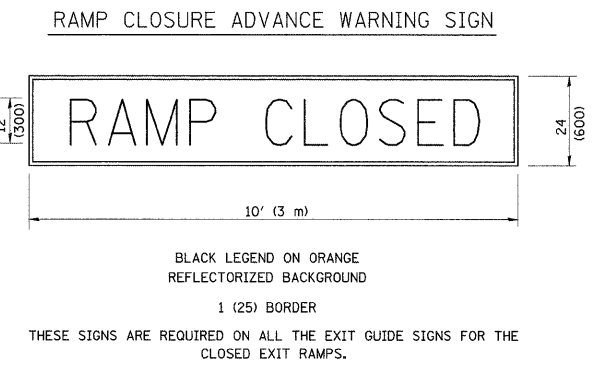 RAMP CLOSURE ADVANCE WARNING SIGN
12
(300)
RAMP CLOSED
24
(600)
10' (3 m)
BLACK LEGEND ON ORANGE
REFLECTORIZED BACKGROUND
1 (25) BORDER
THESE SIGNS ARE REQUIRED ON ALL THE EXIT GUIDE SIGNS FOR THE
CLOSED EXIT RAMPS.